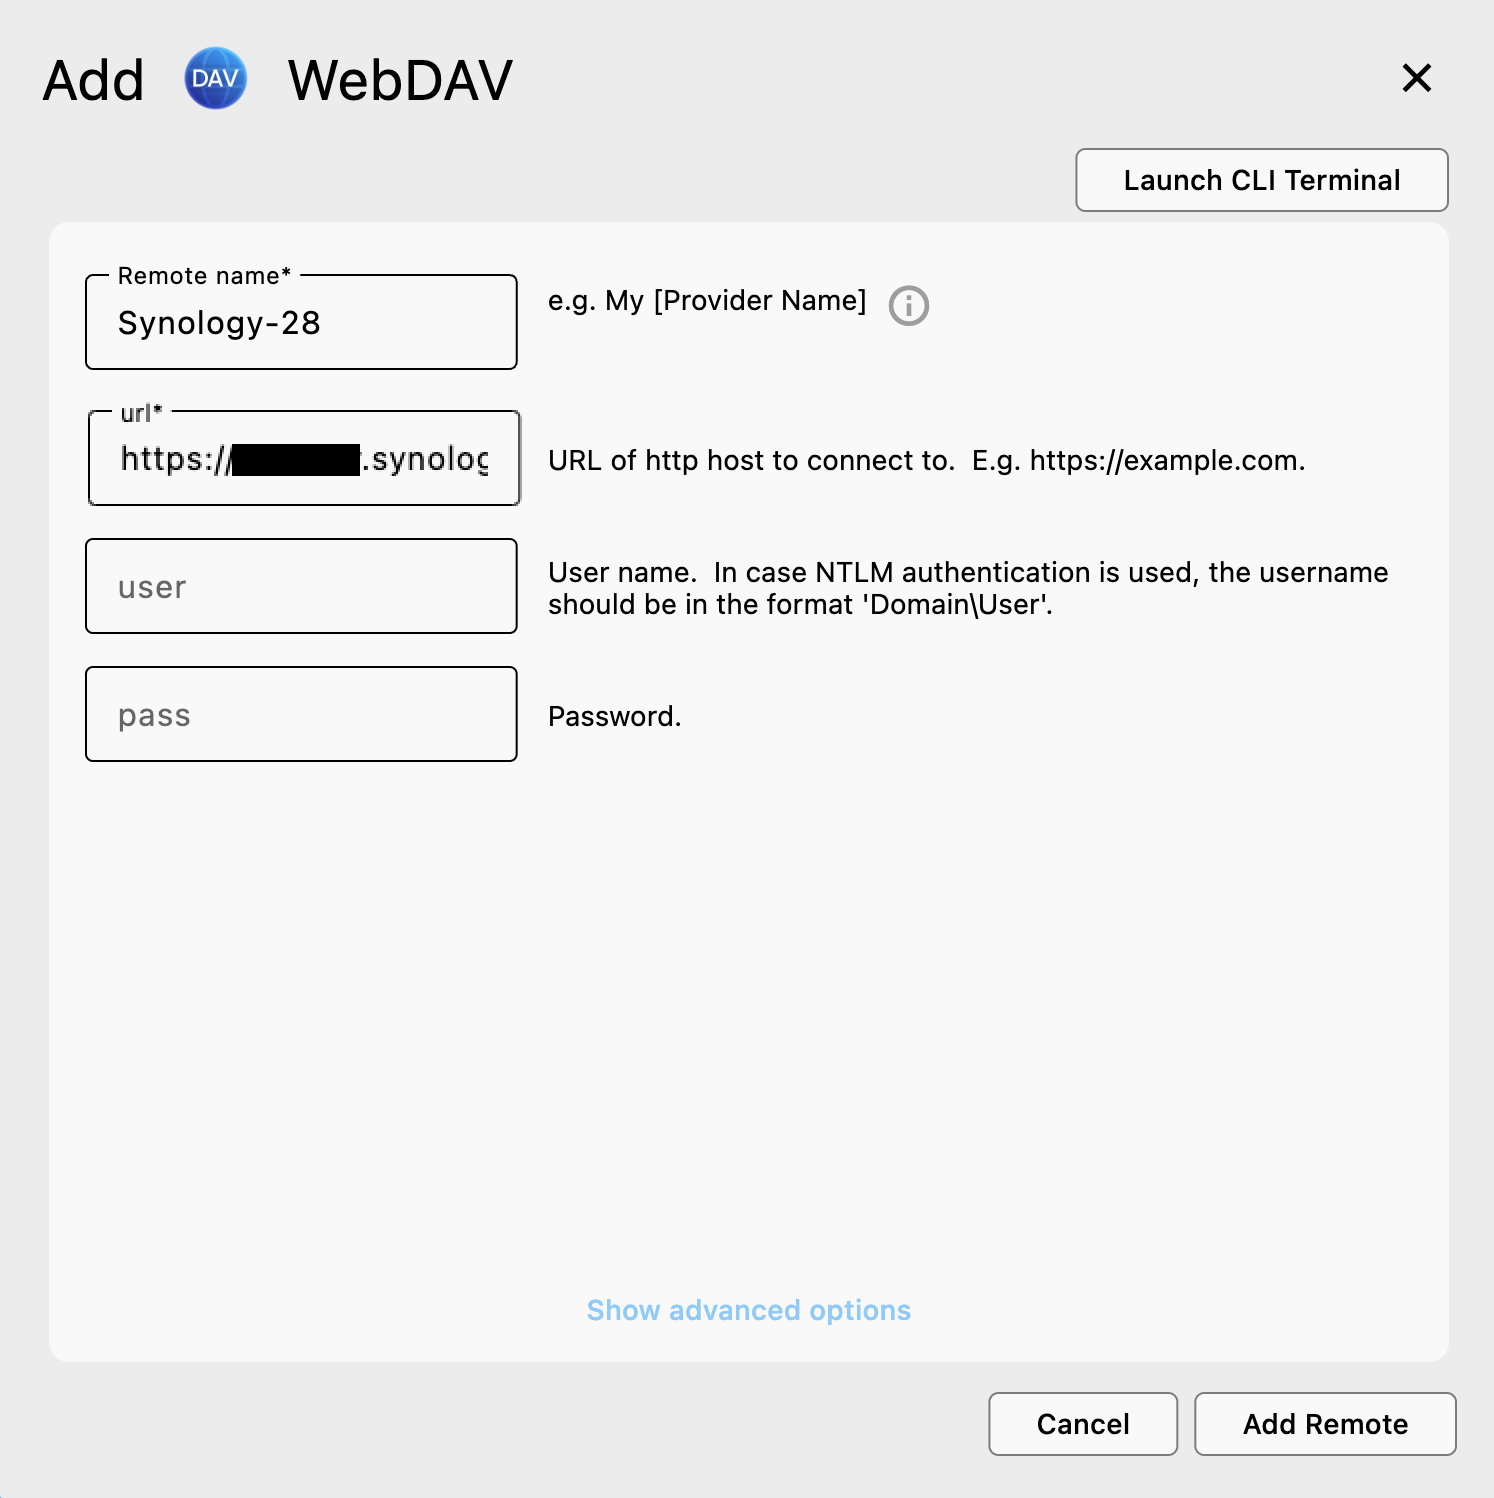 Add DAV WebDAV
Launch CLI Terminal
Remote name*
Synology-28
e.g. My [Provider Name]
url*
https://
.synolog
URL of http host to connect to.  E.g. https://example.com.
user
User name.  In case NTLM authentication is used, the username
should be in the format 'Domain\User'.
pass
Password.
Show advanced options
Cancel
Add Remote